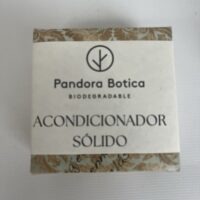 Pandora Botica
BIODEGRADABLE
ACONDICIONADOR
SÓLIDO